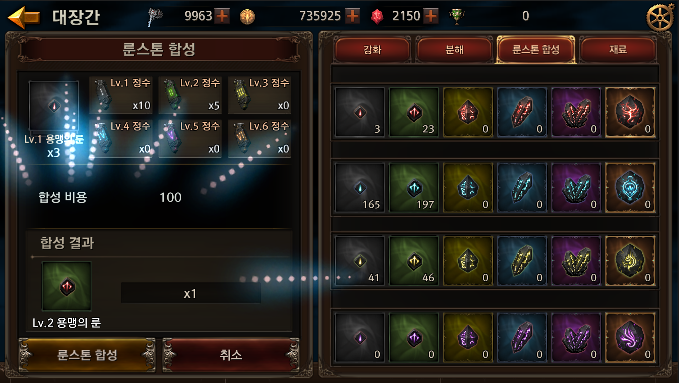 대장간
9963
735925
2150
0
룬스톤 합성
Lv.1 정수
x10
Lv.2 정수
x5
Lv.3 정수
x0
Lv.1 용맹의 룬
x3
Lv.4 정수
x0
Lv.5 정수
x0
Lv.6 정수
x0
합성 비용
100
합성 결과
x1
Lv.2 용맹의 룬
룬스톤 합성
취소
강화
분해
룬스톤 합성
재료
3
23
0
0
0
0
165
197
0
0
0
0
41
46
0
0
0
0
0
0
0
0
0
0